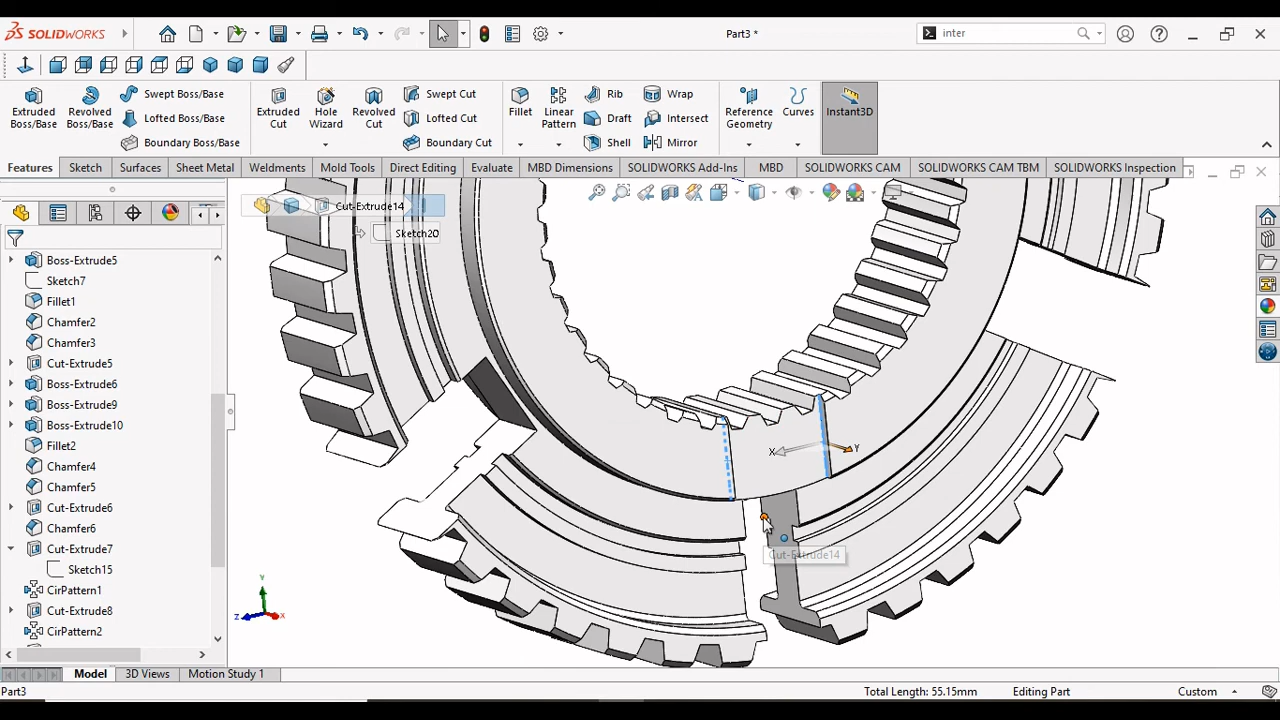 SOLIDWORKS
Part3 *
inter
Extruded Boss/Base
Revolved Boss/Base
Swept Boss/Base
Lofted Boss/Base
Boundary Boss/Base
Extruded Cut
Hole Wizard
Revolved Cut
Swept Cut
Lofted Cut
Boundary Cut
Fillet
Linear Pattern
Rib
Draft
Shell
Wrap
Intersect
Mirror
Reference Geometry
Curves
Instant3D
Features
Sketch
Surfaces
Sheet Metal
Weldments
Mold Tools
Direct Editing
Evaluate
MBD Dimensions
SOLIDWORKS Add-Ins
MBD
SOLIDWORKS CAM
SOLIDWORKS CAM TBM
SOLIDWORKS Inspection
Cut-Extrude14
Sketch20
Boss-Extrude5
Sketch7
Fillet1
Chamfer2
Chamfer3
Cut-Extrude5
Boss-Extrude6
Boss-Extrude9
Boss-Extrude10
Fillet2
Chamfer4
Chamfer5
Cut-Extrude6
Chamfer6
Cut-Extrude7
Sketch15
CirPattern1
Cut-Extrude8
CirPattern2
X
Y
Cut-Extrude14
Y
Z
X
Model
3D Views
Motion Study 1
Part3
Total Length: 55.15mm
Editing Part
Custom